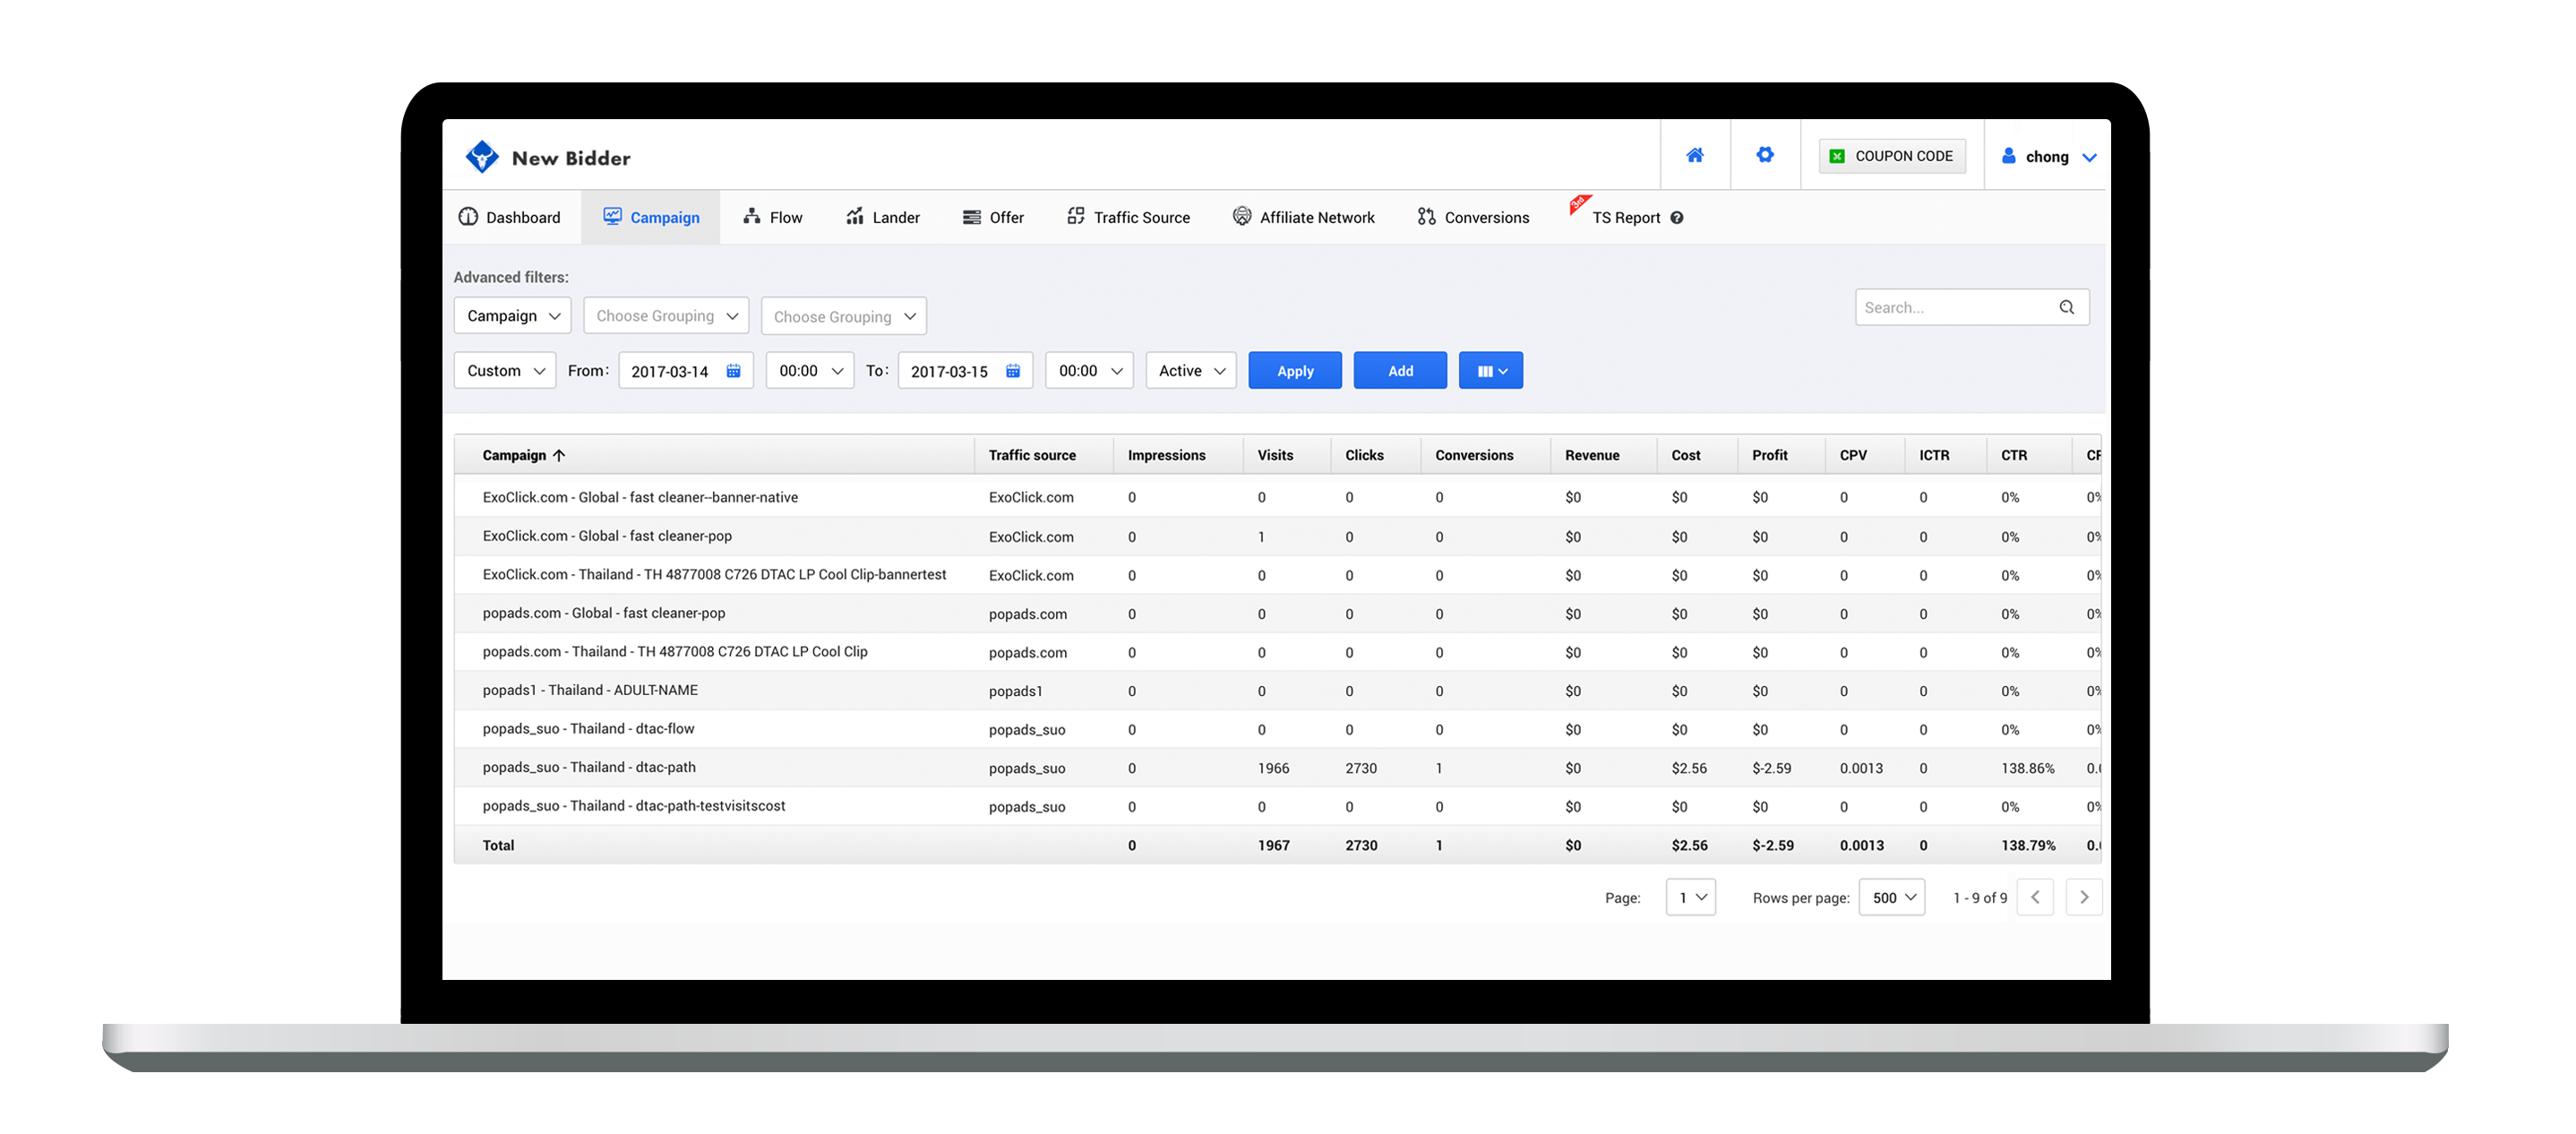 New Bidder
COUPON CODE
chong
Dashboard Campaign Flow Lander Offer Traffic Source Affiliate Network Conversions 3rd TS Report ?
Advanced filters:
Campaign Choose Grouping Choose Grouping Search...
Custom From: 2017-03-14 00:00 To: 2017-03-15 00:00 Active Apply Add
Campaign Traffic source Impressions Visits Clicks Conversions Revenue Cost Profit CPV ICTR CTR
ExoClick.com - Global - fast cleaner--banner-native ExoClick.com 0 0 0 0 $0 $0 $0 0 0 0% 0%
ExoClick.com - Global - fast cleaner-pop ExoClick.com 0 1 0 0 $0 $0 $0 0 0 0% 0%
ExoClick.com - Thailand - TH 4877008 C726 DTAC LP Cool Clip-bannertest ExoClick.com 0 0 0 0 $0 $0 $0 0 0 0% 0%
popads.com - Global - fast cleaner-pop popads.com 0 0 0 0 $0 $0 $0 0 0 0% 0%
popads.com - Thailand - TH 4877008 C726 DTAC LP Cool Clip popads.com 0 0 0 0 $0 $0 $0 0 0 0% 0%
popads1 - Thailand - ADULT-NAME popads1 0 0 0 0 $0 $0 $0 0 0 0% 0%
popads_suo - Thailand - dtac-flow popads_suo 0 0 0 0 $0 $0 $0 0 0 0% 0%
popads_suo - Thailand - dtac-path popads_suo 0 1966 2730 1 $0 $2.56 $-2.59 0.0013 0 138.86%
popads_suo - Thailand - dtac-path-testvisitscost popads_suo 0 0 0 0 $0 $0 $0 0 0 0% 0%
Total 0 1967 2730 1 $0 $2.56 $-2.59 0.0013 0 138.79%
Page: 1 Rows per page: 500 1 - 9 of 9